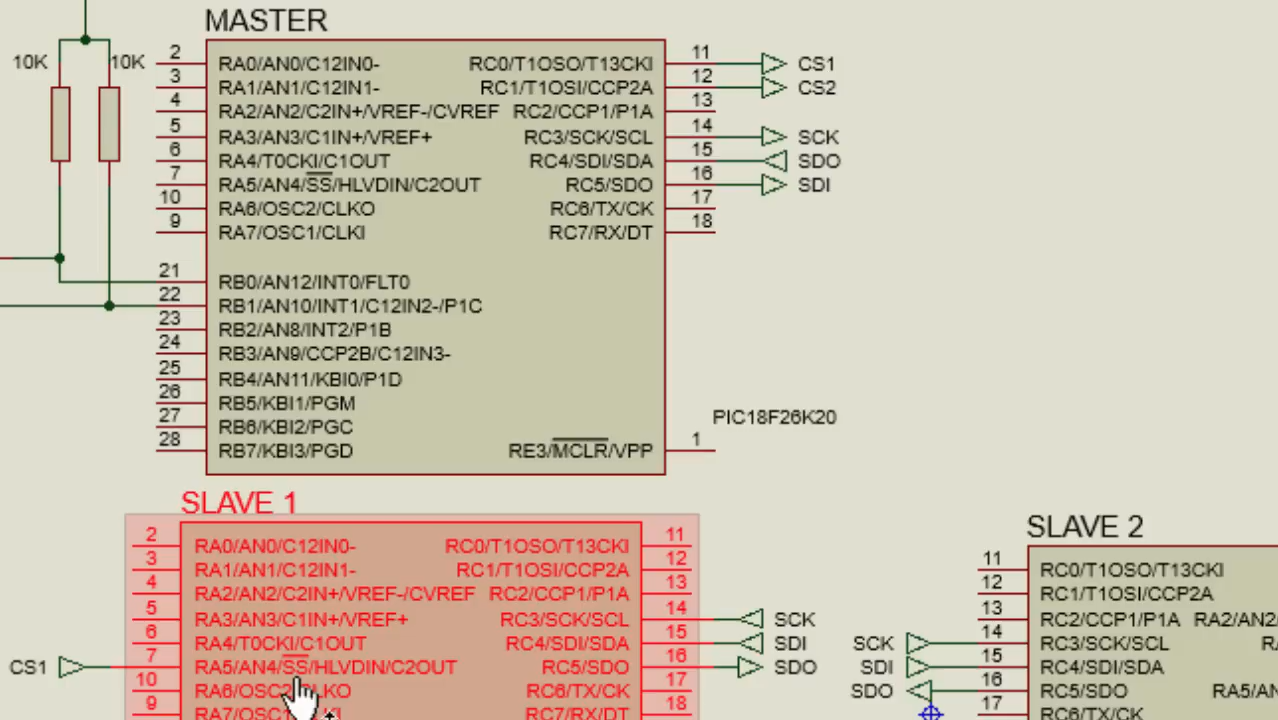 MASTER
10K
10K
2 RA0/AN0/C12IN0- RC0/T1OSO/T13CKI 11 CS1
3 RA1/AN1/C12IN1- RC1/T1OSI/CCP2A 12 CS2
4 RA2/AN2/C2IN+/VREF-/CVREF RC2/CCP1/P1A 13
5 RA3/AN3/C1IN+/VREF+ RC3/SCK/SCL 14 SCK
6 RA4/T0CKI/C1OUT RC4/SDI/SDA 15 SDO
7 RA5/AN4/SS/HLVDIN/C2OUT RC5/SDO 16 SDI
10 RA6/OSC2/CLKO RC6/TX/CK 17
9 RA7/OSC1/CLKI RC7/RX/DT 18
21 RB0/AN12/INT0/FLT0
22 RB1/AN10/INT1/C12IN2-/P1C
23 RB2/AN8/INT2/P1B
24 RB3/AN9/CCP2B/C12IN3-
25 RB4/AN11/KBI0/P1D
26 RB5/KBI1/PGM
27 RB6/KBI2/PGC
28 RB7/KBI3/PGD RE3/MCLR/VPP 1
PIC18F26K20
SLAVE 1
2 RA0/AN0/C12IN0- RC0/T1OSO/T13CKI 11
3 RA1/AN1/C12IN1- RC1/T1OSI/CCP2A 12
4 RA2/AN2/C2IN+/VREF-/CVREF RC2/CCP1/P1A 13
5 RA3/AN3/C1IN+/VREF+ RC3/SCK/SCL 14 SCK
6 RA4/T0CKI/C1OUT RC4/SDI/SDA 15 SDI
CS1 7 RA5/AN4/SS/HLVDIN/C2OUT RC5/SDO 16 SDO
10 RC6/TX/CK 17
9 RC7/RX/DT 18
SLAVE 2
11 RC0/T1OSO/T13CKI
12 RC1/T1OSI/CCP2A
13 RC2/CCP1/P1A RA2/AN2
SCK 14 RC3/SCK/SCL
SDI 15 RC4/SDI/SDA
SDO 16 RC5/SDO RA5/AN
17 RC6/TX/CK